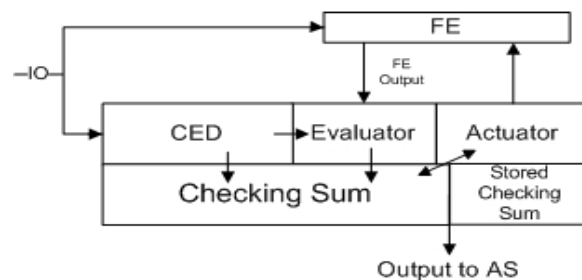 FE
IO
FE
Output
CED
Evaluator
Actuator
Checking Sum
Stored
Checking
Sum
Output to AS